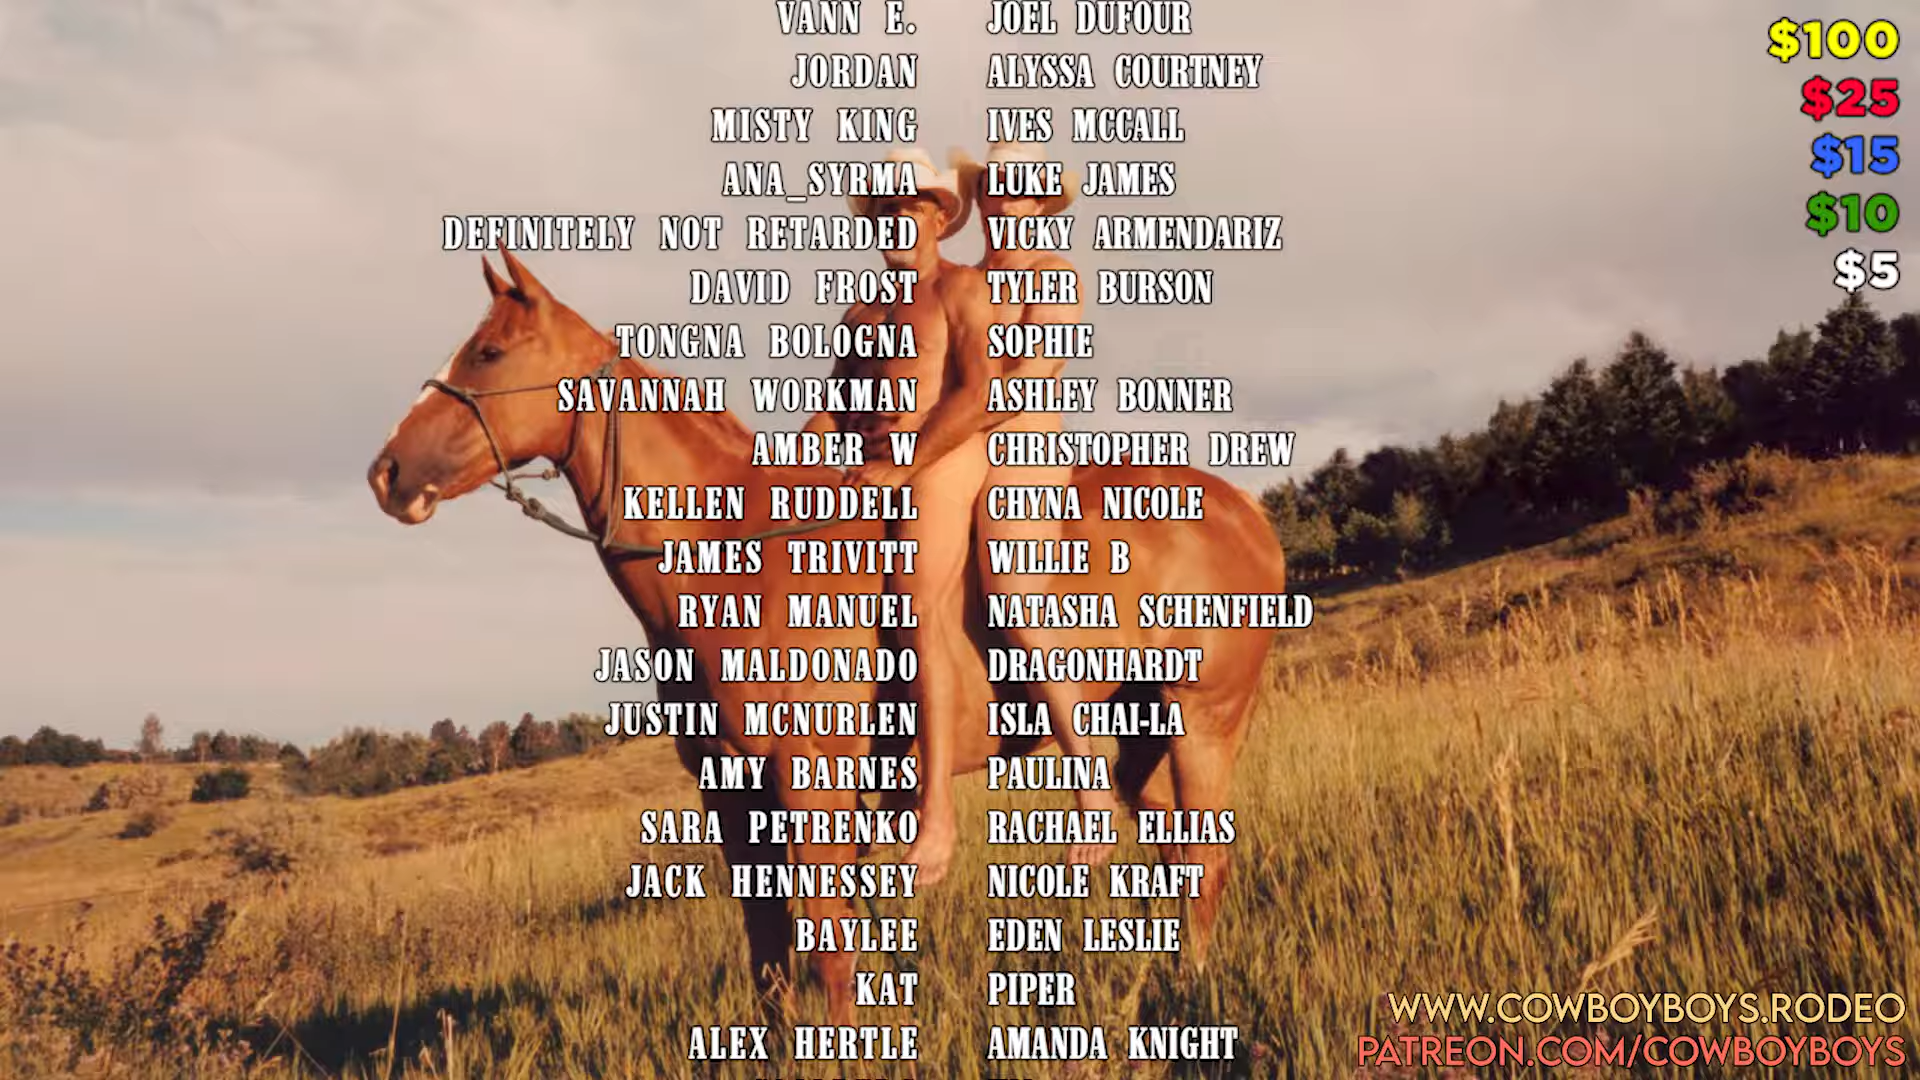 VANN E. JOEL DUFOUR
JORDAN ALYSSA COURTNEY
MISTY KING IVES MCCALL
ANA_SYRMA LUKE JAMES
DEFINITELY NOT RETARDED VICKY ARMENDARIZ
DAVID FROST TYLER BURSON
TONGNA BOLOGNA SOPHIE
SAVANNAH WORKMAN ASHLEY BONNER
AMBER W CHRISTOPHER DREW
KELLEN RUDDELL CHYNA NICOLE
JAMES TRIVITT WILLIE B
RYAN MANUEL NATASHA SCHENFIELD
JASON MALDONADO DRAGONHARDT
JUSTIN MCNURLEN ISLA CHAI-LA
AMY BARNES PAULINA
SARA PETRENKO RACHAEL ELLIAS
JACK HENNESSEY NICOLE KRAFT
BAYLEE EDEN LESLIE
KAT PIPER
ALEX HERTLE AMANDA KNIGHT
$100
$25
$15
$10
$5
WWW.COWBOYBOYS.RODEO
PATREON.COM/COWBOYBOYS